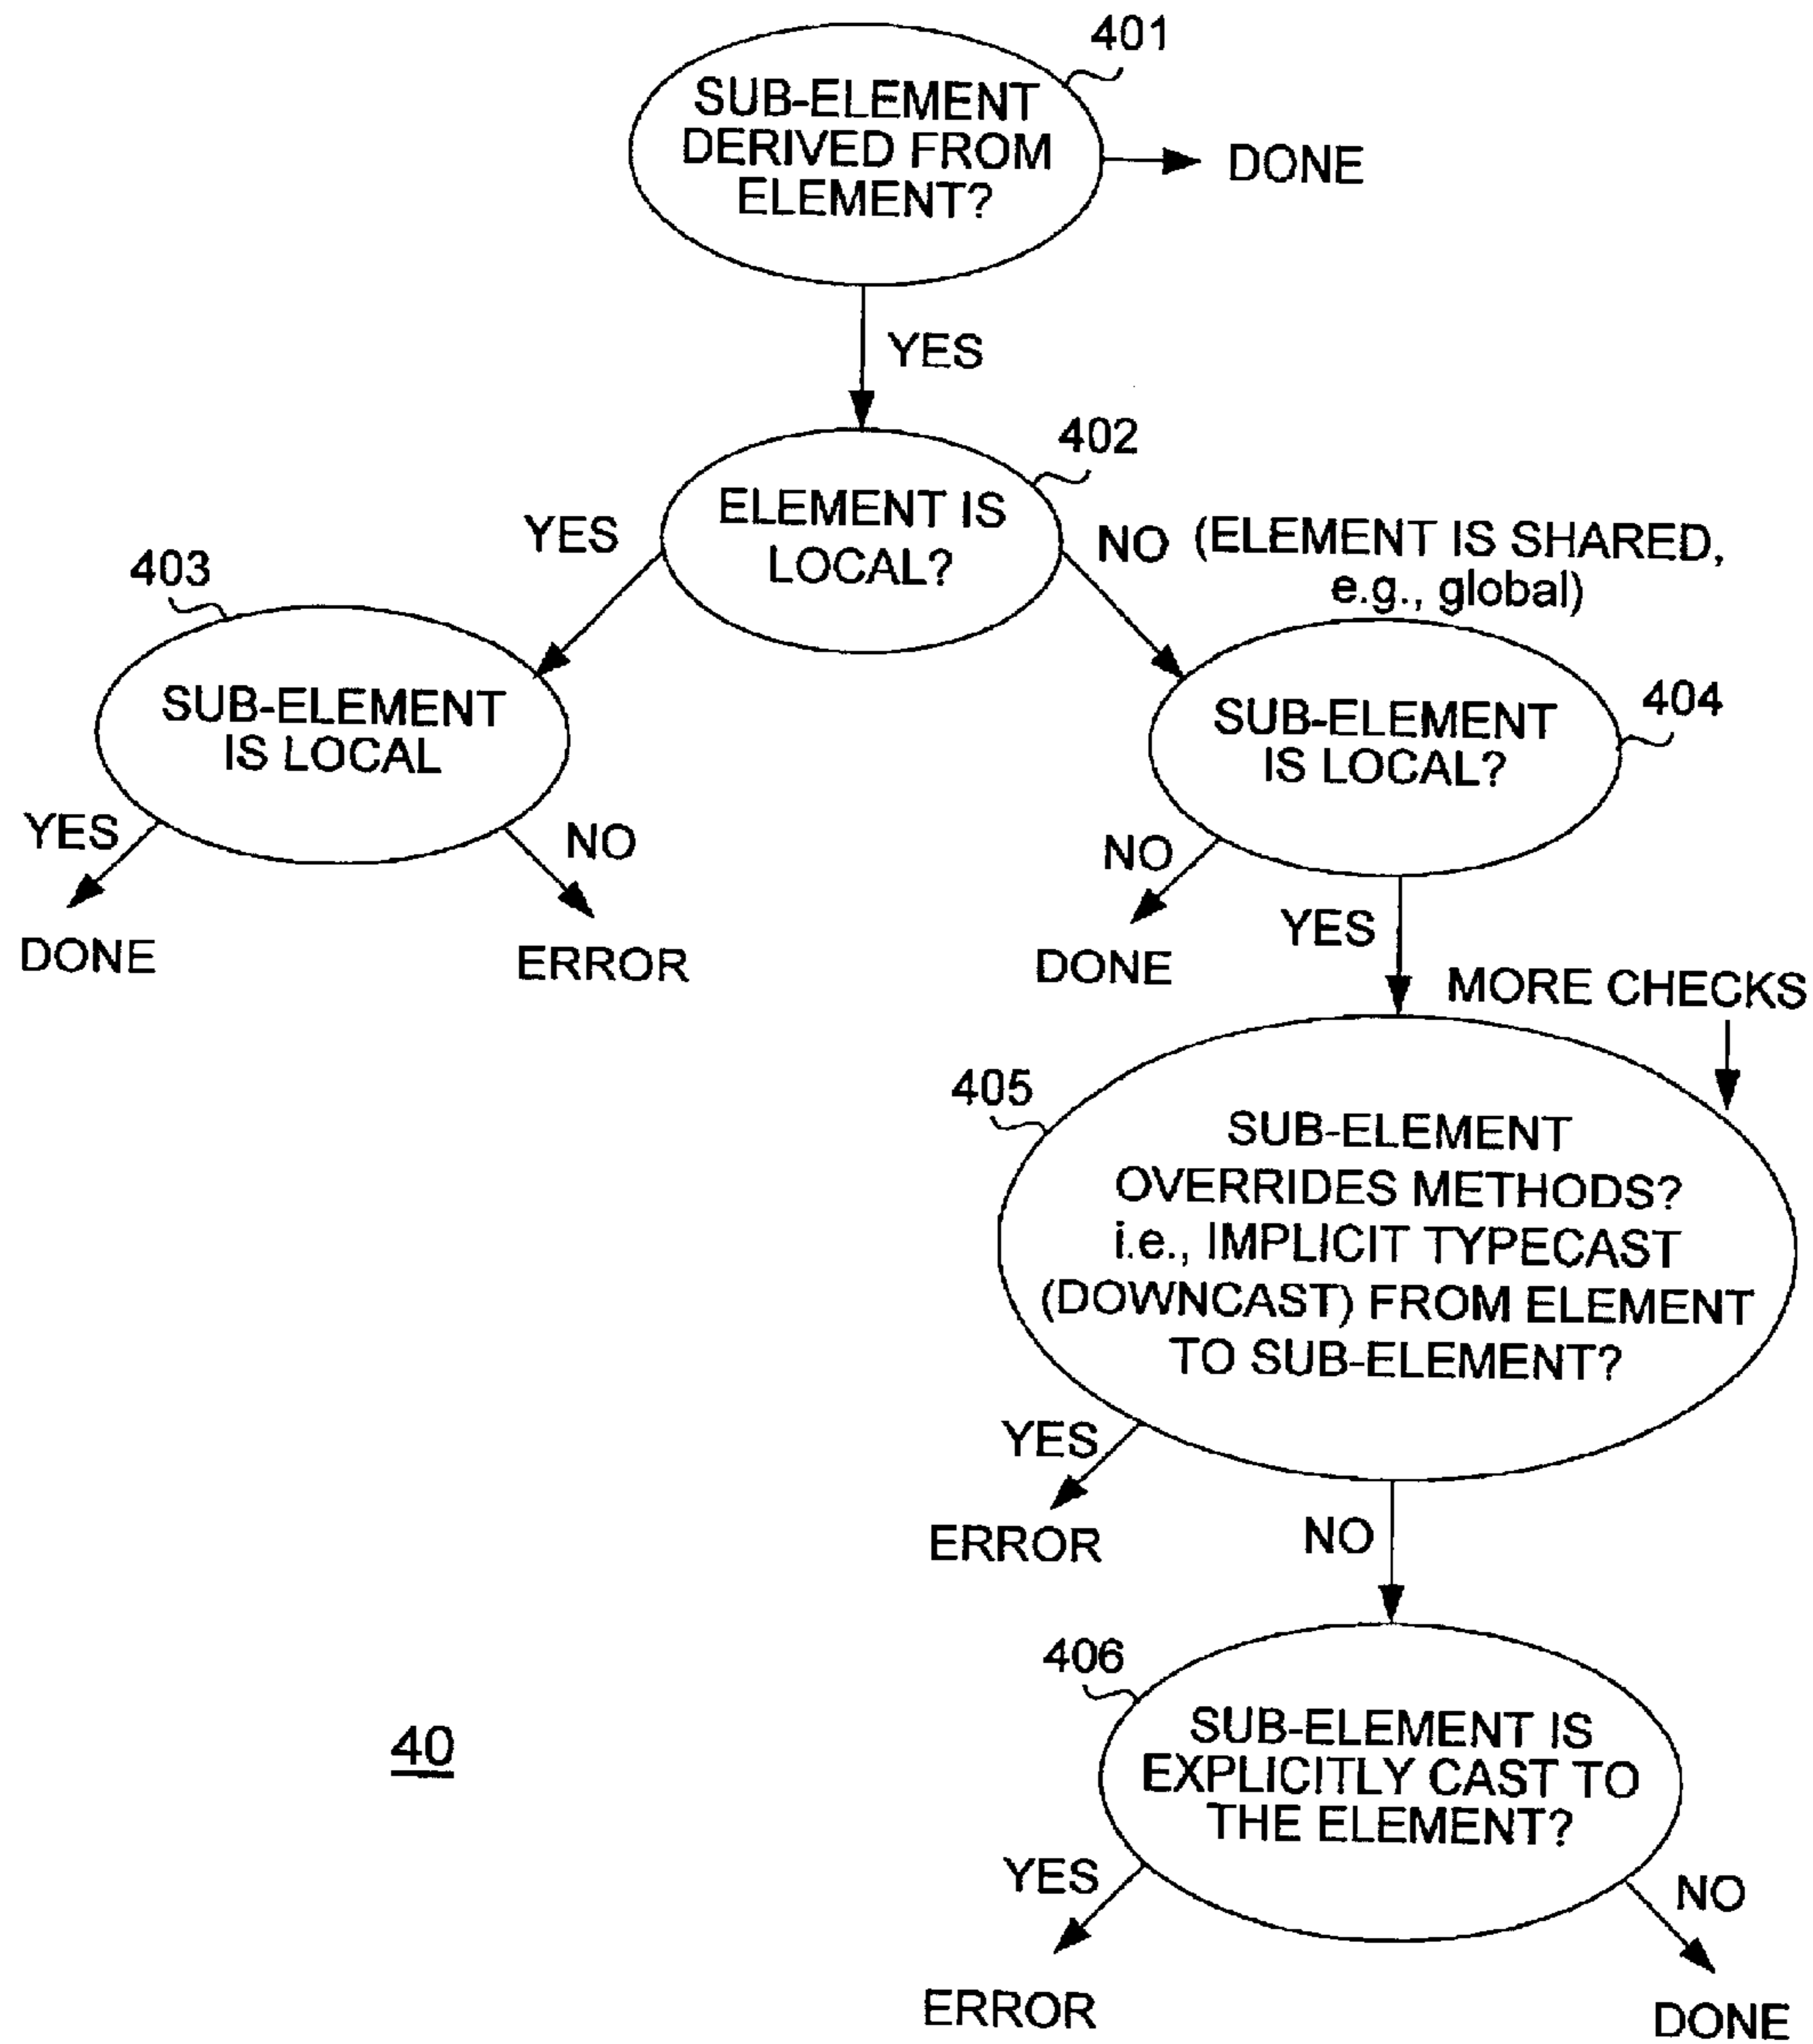 401
SUB-ELEMENT
DERIVED FROM
ELEMENT?
DONE
YES
402
ELEMENT IS
LOCAL?
YES
NO (ELEMENT IS SHARED,
e.g., global)
403
SUB-ELEMENT
IS LOCAL
YES
NO
DONE
ERROR
404
SUB-ELEMENT
IS LOCAL?
NO
DONE
YES
MORE CHECKS
405
SUB-ELEMENT
OVERRIDES METHODS?
i.e., IMPLICIT TYPECAST
(DOWNCAST) FROM ELEMENT
TO SUB-ELEMENT?
YES
ERROR
NO
406
SUB-ELEMENT IS
EXPLICITLY CAST TO
THE ELEMENT?
YES
ERROR
NO
DONE
40